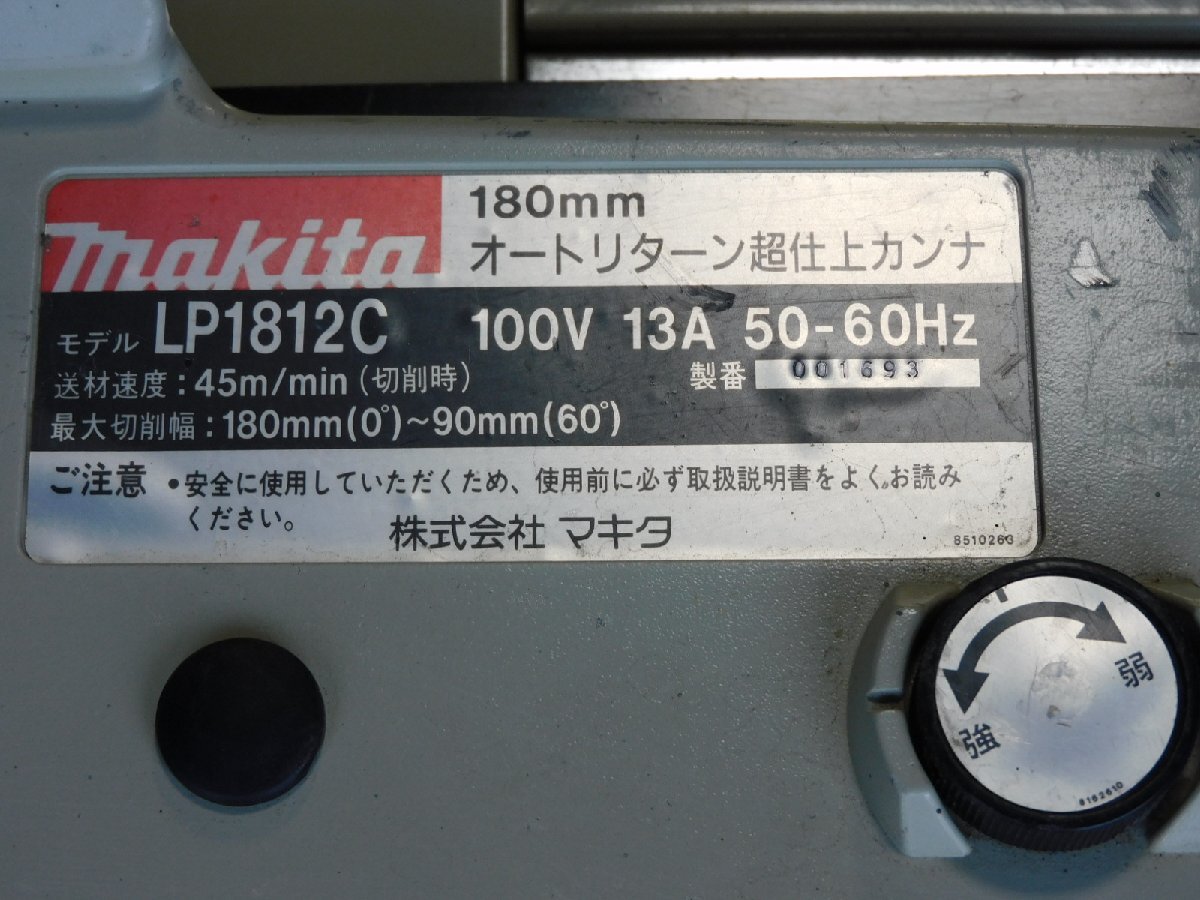 makita
180mm
オートリターン超仕上カンナ
モデル LP1812C 100V 13A 50-60Hz
送材速度:45m/min(切削時)
製番 001693
最大切削幅:180mm(0°)~90mm(60°)
ご注意 •安全に使用していただくため、使用前に必ず取扱説明書をよくお読み
ください。
株式会社 マキタ
851026
弱
強
8162610